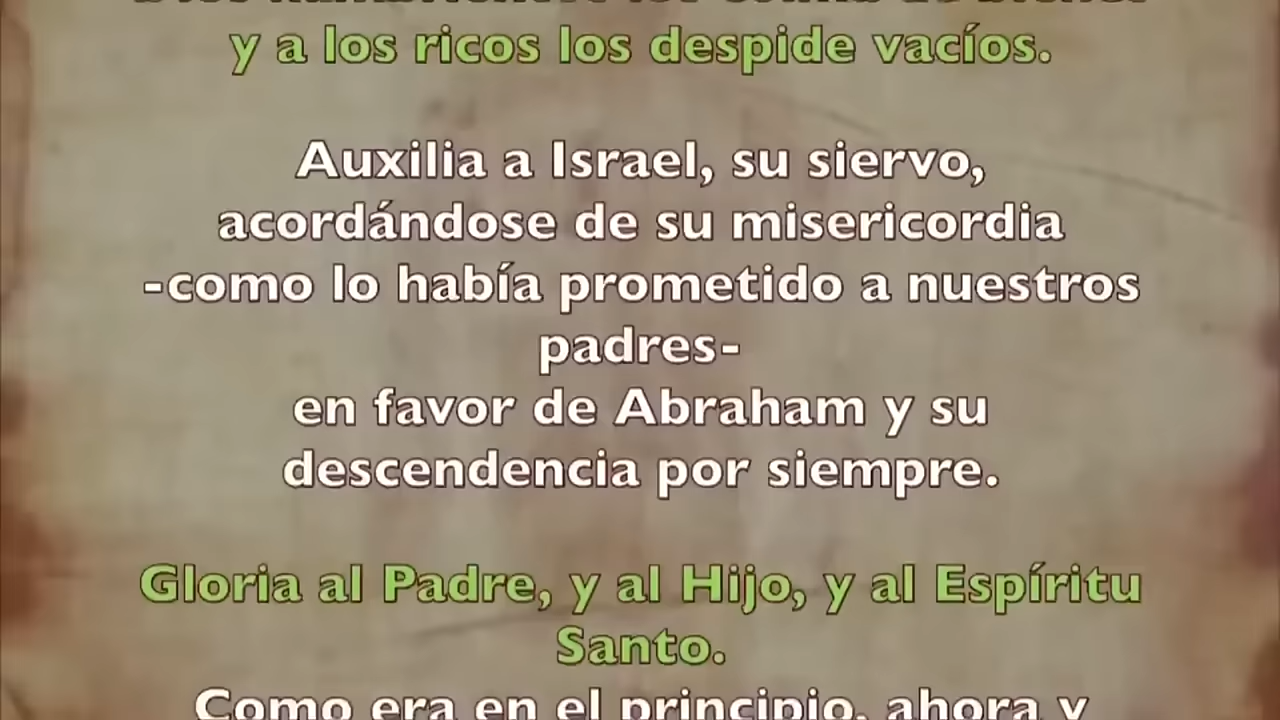 y a los ricos los despide vacíos.
Auxilia a Israel, su siervo,
acordándose de su misericordia
-como lo había prometido a nuestros
padres-
en favor de Abraham y su
descendencia por siempre.
Gloria al Padre, y al Hijo, y al Espíritu
Santo.
Como era en el principio, ahora y